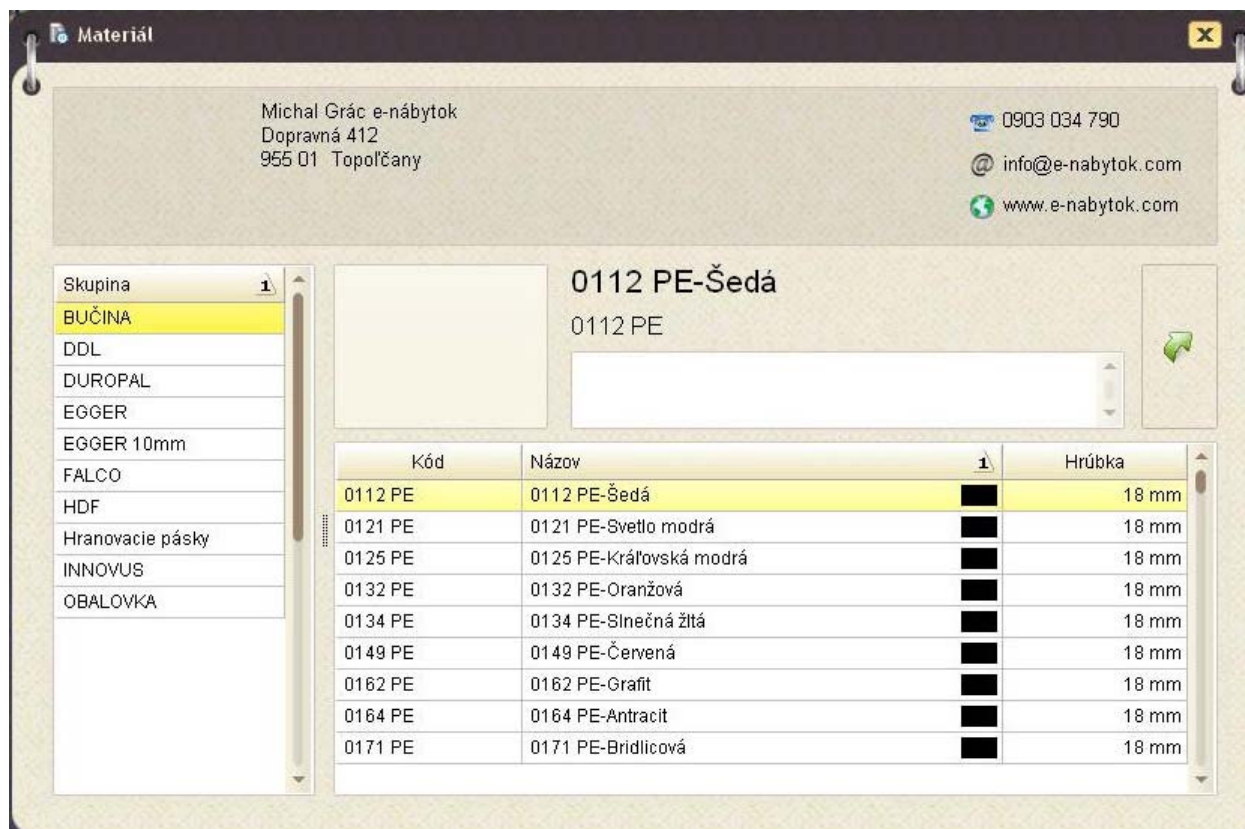 Materiál
Michal Grác e-nábytok
Dopravná 412
955 01 Topoľčany
0903 034 790
@ info@e-nabytok.com
www.e-nabytok.com
Skupina 1
BUČINA
DDL
DUROPAL
EGGER
EGGER 10mm
FALCO
HDF
Hranovacie pásky
INNOVUS
OBALOVKA
0112 PE-Šedá
0112 PE
Kód Názov 1 Hrúbka
0112 PE 0112 PE-Šedá 18 mm
0121 PE 0121 PE-Svetlo modrá 18 mm
0125 PE 0125 PE-Kráľovská modrá 18 mm
0132 PE 0132 PE-Oranžová 18 mm
0134 PE 0134 PE-Slnečná žltá 18 mm
0149 PE 0149 PE-Červená 18 mm
0162 PE 0162 PE-Grafit 18 mm
0164 PE 0164 PE-Antracit 18 mm
0171 PE 0171 PE-Bridlicová 18 mm